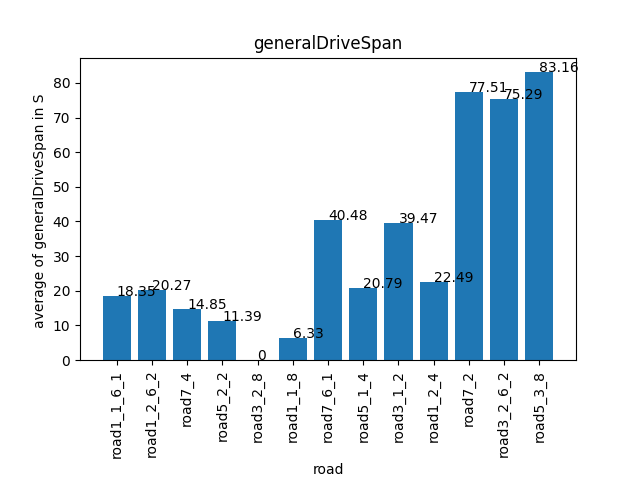 generalDriveSpan
average of generalDriveSpan in S
80
70
60
50
40
30
20
10
0
18.35
20.27
14.85
11.39
0
6.33
40.48
20.79
39.47
22.49
77.51
75.29
83.16
road1_1_6_1
road1_2_6_2
road7_4
road5_2_2
road3_2_8
road1_1_8
road7_6_1
road5_1_4
road3_1_2
road1_2_4
road7_2
road3_2_6_2
road5_3_8
road